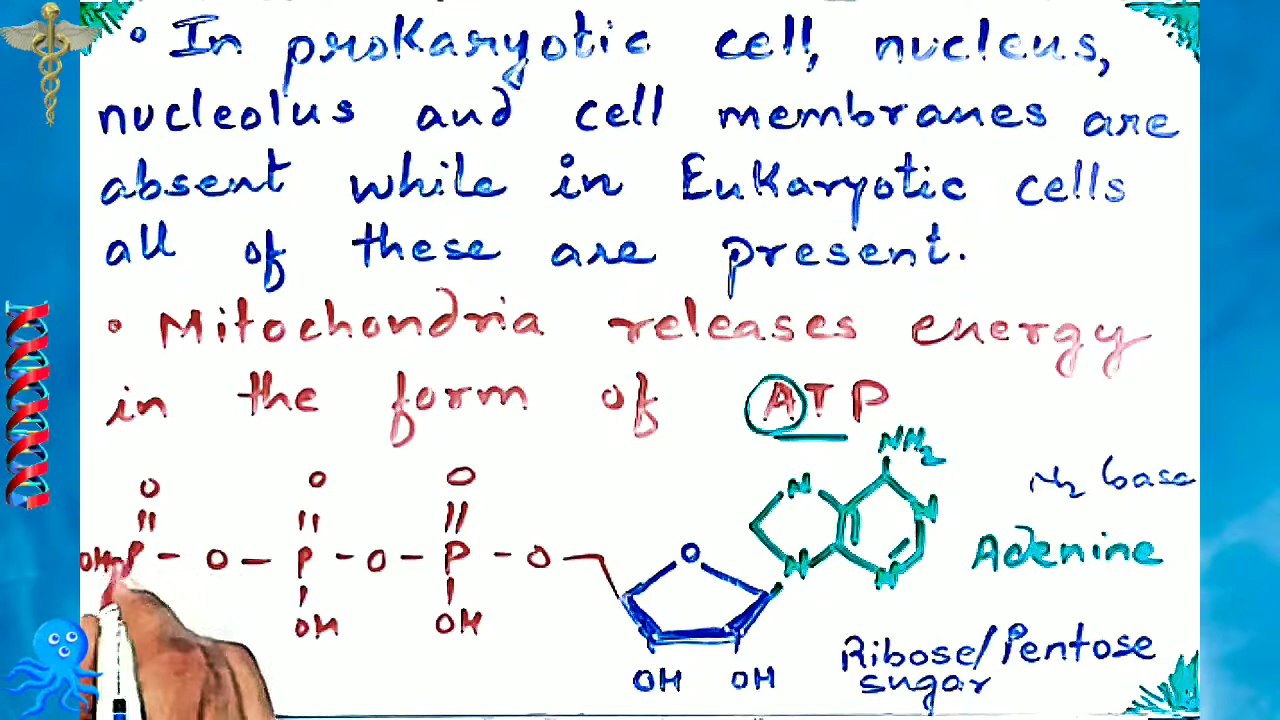 • In prokaryotic cell, nucleus,
nucleolus and cell membranes are
absent while in Eukaryotic cells
all of these are present.
• Mitochondria releases energy
in the form of ATP
NH₂
O O O N N N₂ base
OH-P-O-P-O-P-O O N N Adenine
OH OH
OH OH Ribose/Pentose
sugar